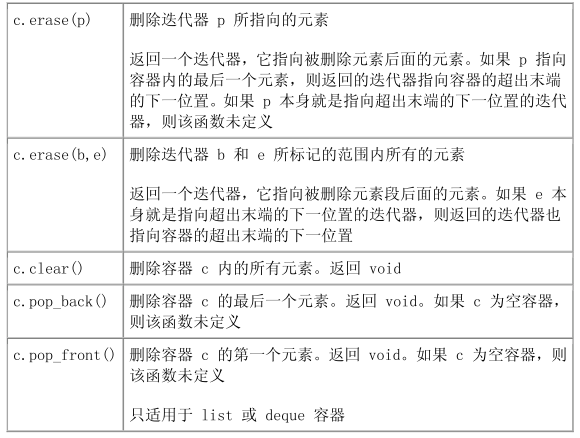 c.erase(p) 删除迭代器 p 所指向的元素
返回一个迭代器，它指向被删除元素后面的元素。如果 p 指向
容器内的最后一个元素，则返回的迭代器指向容器的超出末端
的下一位置。如果 p 本身就是指向超出末端的下一位置的迭代
器，则该函数未定义
c.erase(b,e) 删除迭代器 b 和 e 所标记的范围内所有的元素
返回一个迭代器，它指向被删除元素段后面的元素。如果 e 本
身就是指向超出末端的下一位置的迭代器，则返回的迭代器也
指向容器的超出末端的下一位置
c.clear() 删除容器 c 内的所有元素。返回 void
c.pop_back() 删除容器 c 的最后一个元素。返回 void。如果 c 为空容器，
则该函数未定义
c.pop_front() 删除容器 c 的第一个元素。返回 void。如果 c 为空容器，则
该函数未定义
只适用于 list 或 deque 容器